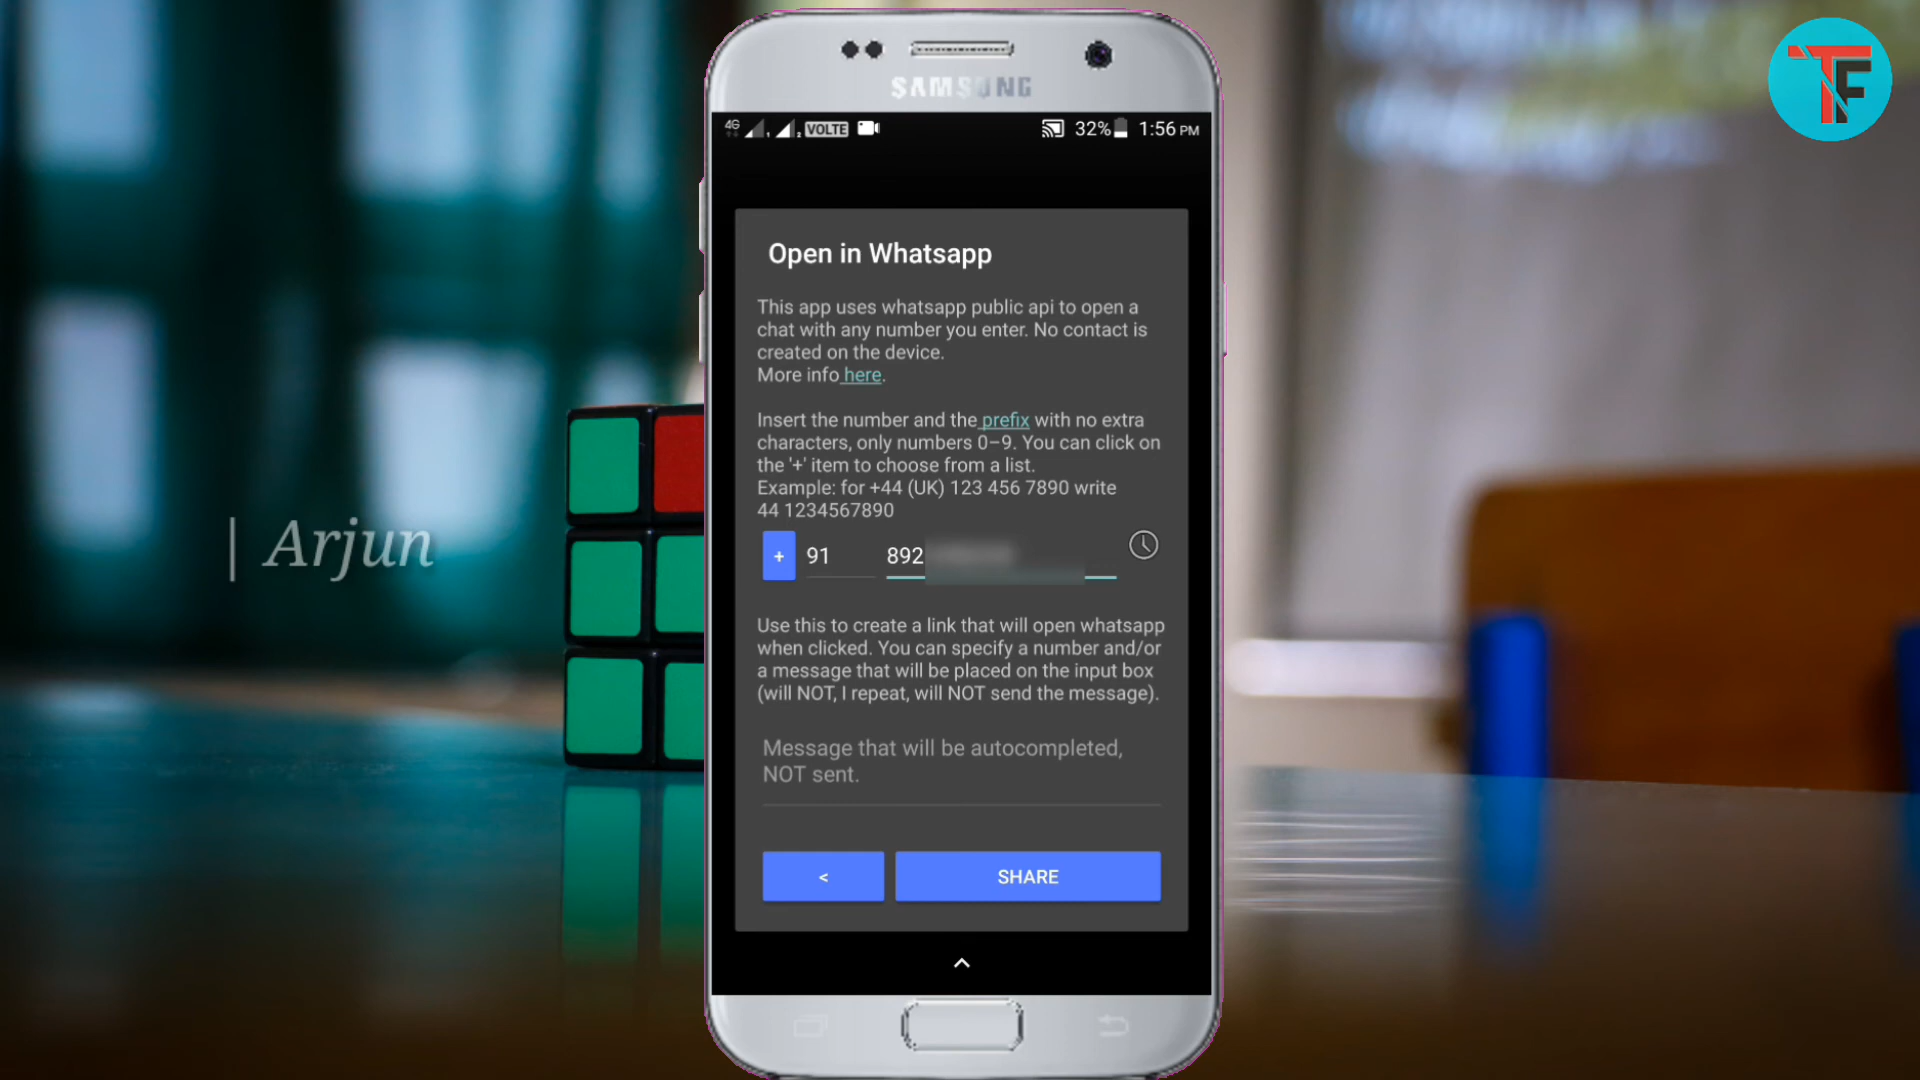 SAMSUNG
4G 1 2 VOLTE 32% 1:56 PM
TF
Open in Whatsapp
This app uses whatsapp public api to open a
chat with any number you enter. No contact is
created on the device.
More info here.
Insert the number and the prefix with no extra
characters, only numbers 0–9. You can click on
the '+' item to choose from a list.
Example: for +44 (UK) 123 456 7890 write
44 1234567890
+ 91 892
| Arjun
Use this to create a link that will open whatsapp
when clicked. You can specify a number and/or
a message that will be placed on the input box
(will NOT, I repeat, will NOT send the message).
Message that will be autocompleted,
NOT sent.
< SHARE